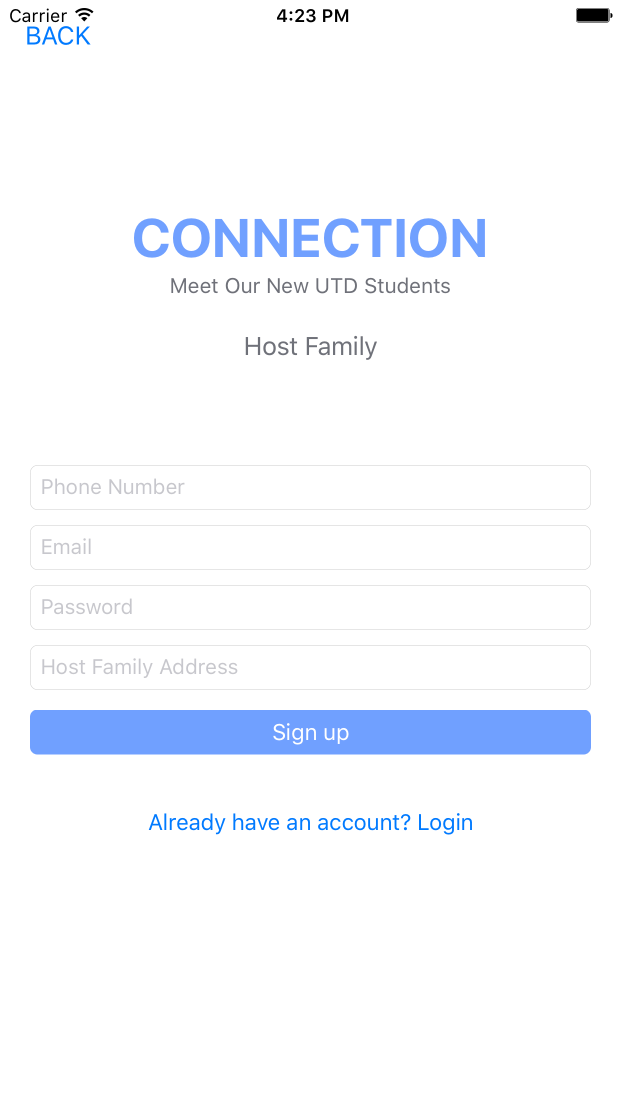 Carrier 4:23 PM
BACK
CONNECTION
Meet Our New UTD Students
Host Family
Phone Number
Email
Password
Host Family Address
Sign up
Already have an account? Login